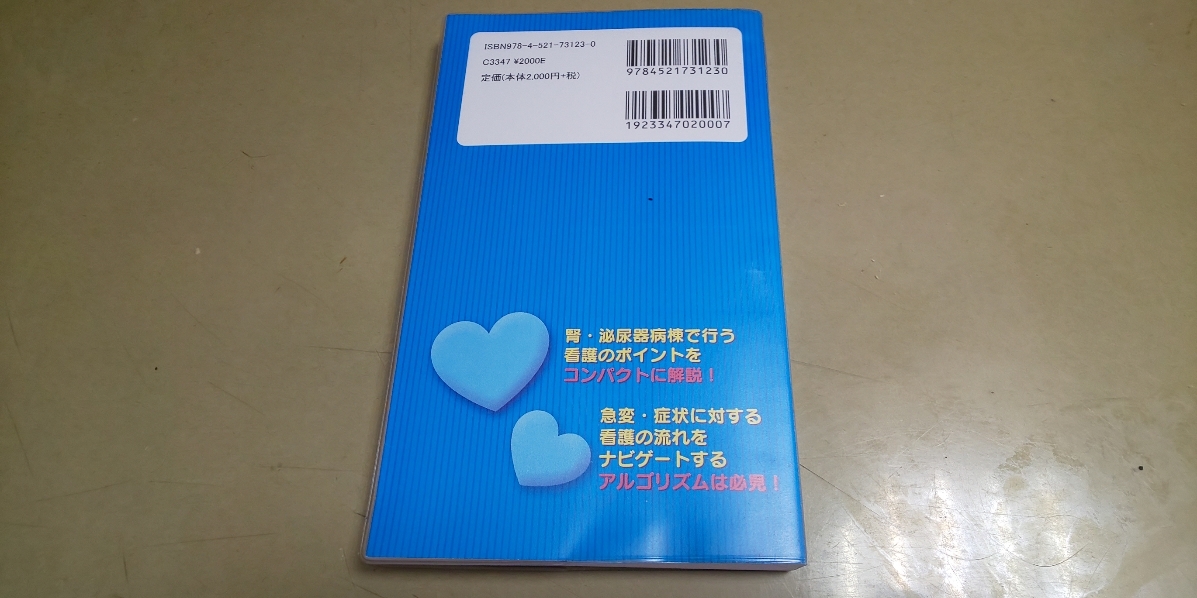 ISBN978-4-521-73123-0
C3347 ¥2000E
定価(本体2,000円+税)
9784521731230
1923347020007
腎・泌尿器病棟で行う
看護のポイントを
コンパクトに解説！
急変・症状に対する
看護の流れを
ナビゲートする
アルゴリズムは必見！